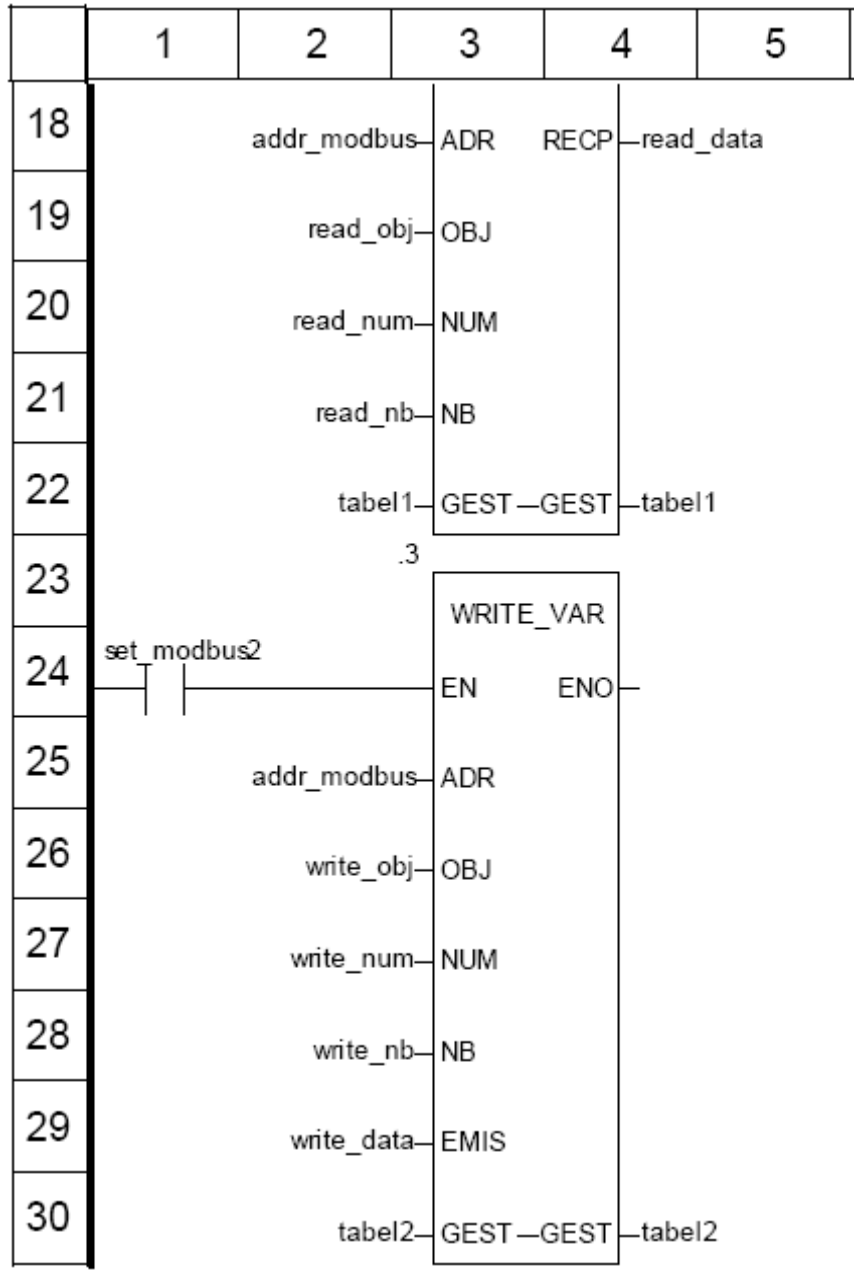 1 2 3 4 5
18 addr_modbus ADR RECP read_data
19 read_obj OBJ
20 read_num NUM
21 read_nb NB
22 tabel1 GEST GEST tabel1
.3
23 WRITE_VAR
set_modbus2
24 EN ENO
25 addr_modbus ADR
26 write_obj OBJ
27 write_num NUM
28 write_nb NB
29 write_data EMIS
30 tabel2 GEST GEST tabel2